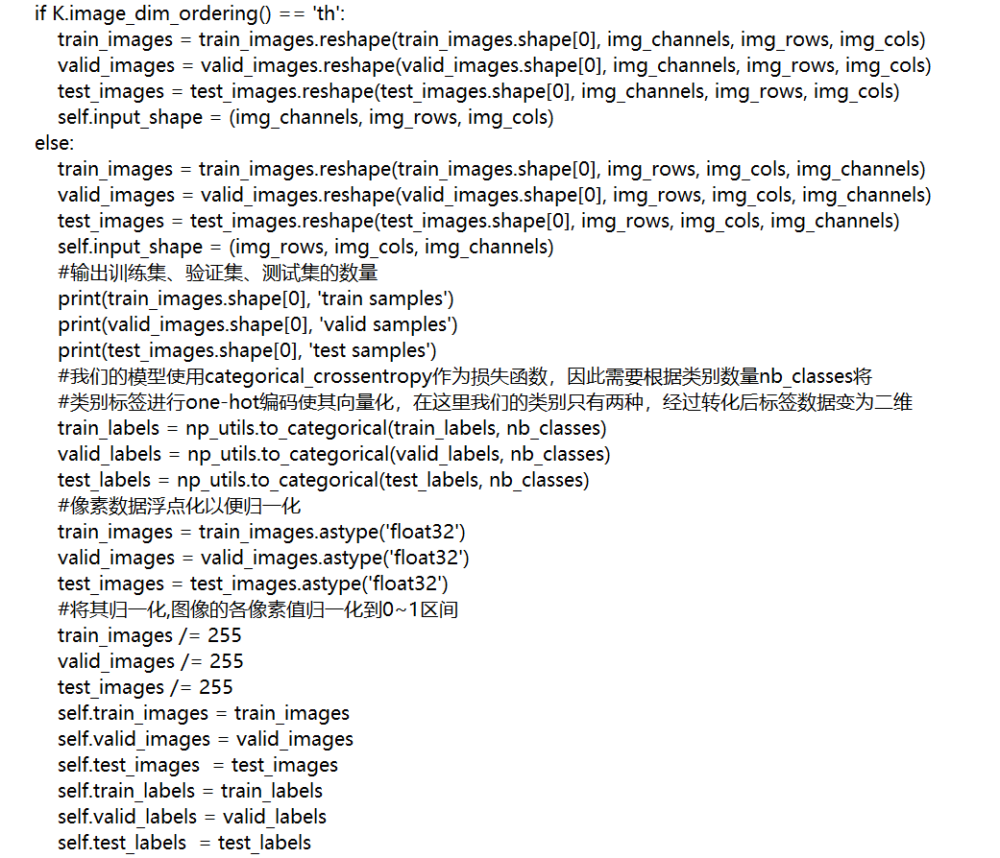 if K.image_dim_ordering() == 'th':
train_images = train_images.reshape(train_images.shape[0], img_channels, img_rows, img_cols)
valid_images = valid_images.reshape(valid_images.shape[0], img_channels, img_rows, img_cols)
test_images = test_images.reshape(test_images.shape[0], img_channels, img_rows, img_cols)
self.input_shape = (img_channels, img_rows, img_cols)
else:
train_images = train_images.reshape(train_images.shape[0], img_rows, img_cols, img_channels)
valid_images = valid_images.reshape(valid_images.shape[0], img_rows, img_cols, img_channels)
test_images = test_images.reshape(test_images.shape[0], img_rows, img_cols, img_channels)
self.input_shape = (img_rows, img_cols, img_channels)
#输出训练集、验证集、测试集的数量
print(train_images.shape[0], 'train samples')
print(valid_images.shape[0], 'valid samples')
print(test_images.shape[0], 'test samples')
#我们的模型使用categorical_crossentropy作为损失函数，因此需要根据类别数量nb_classes将
#类别标签进行one-hot编码使其向量化，在这里我们的类别只有两种，经过转化后标签数据变为二维
train_labels = np_utils.to_categorical(train_labels, nb_classes)
valid_labels = np_utils.to_categorical(valid_labels, nb_classes)
test_labels = np_utils.to_categorical(test_labels, nb_classes)
#像素数据浮点化以便归一化
train_images = train_images.astype('float32')
valid_images = valid_images.astype('float32')
test_images = test_images.astype('float32')
#将其归一化,图像的各像素值归一化到0~1区间
train_images /= 255
valid_images /= 255
test_images /= 255
self.train_images = train_images
self.valid_images = valid_images
self.test_images  = test_images
self.train_labels = train_labels
self.valid_labels = valid_labels
self.test_labels  = test_labels